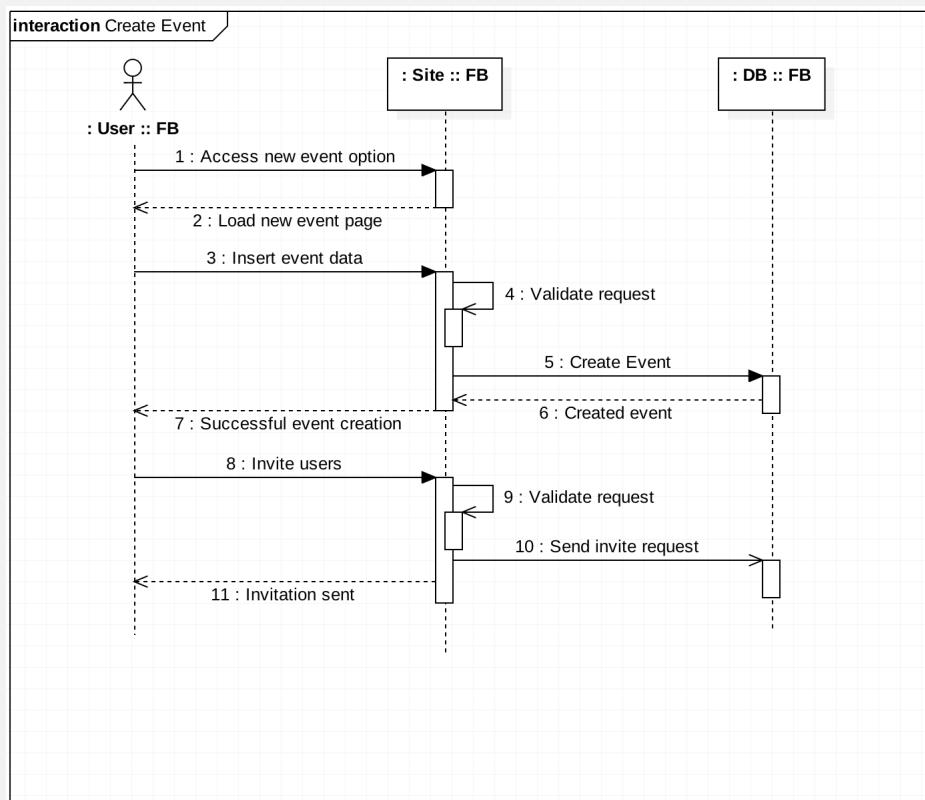 interaction Create Event
: Site :: FB
: DB :: FB
: User :: FB
1 : Access new event option
2 : Load new event page
3 : Insert event data
4 : Validate request
5 : Create Event
6 : Created event
7 : Successful event creation
8 : Invite users
9 : Validate request
10 : Send invite request
11 : Invitation sent